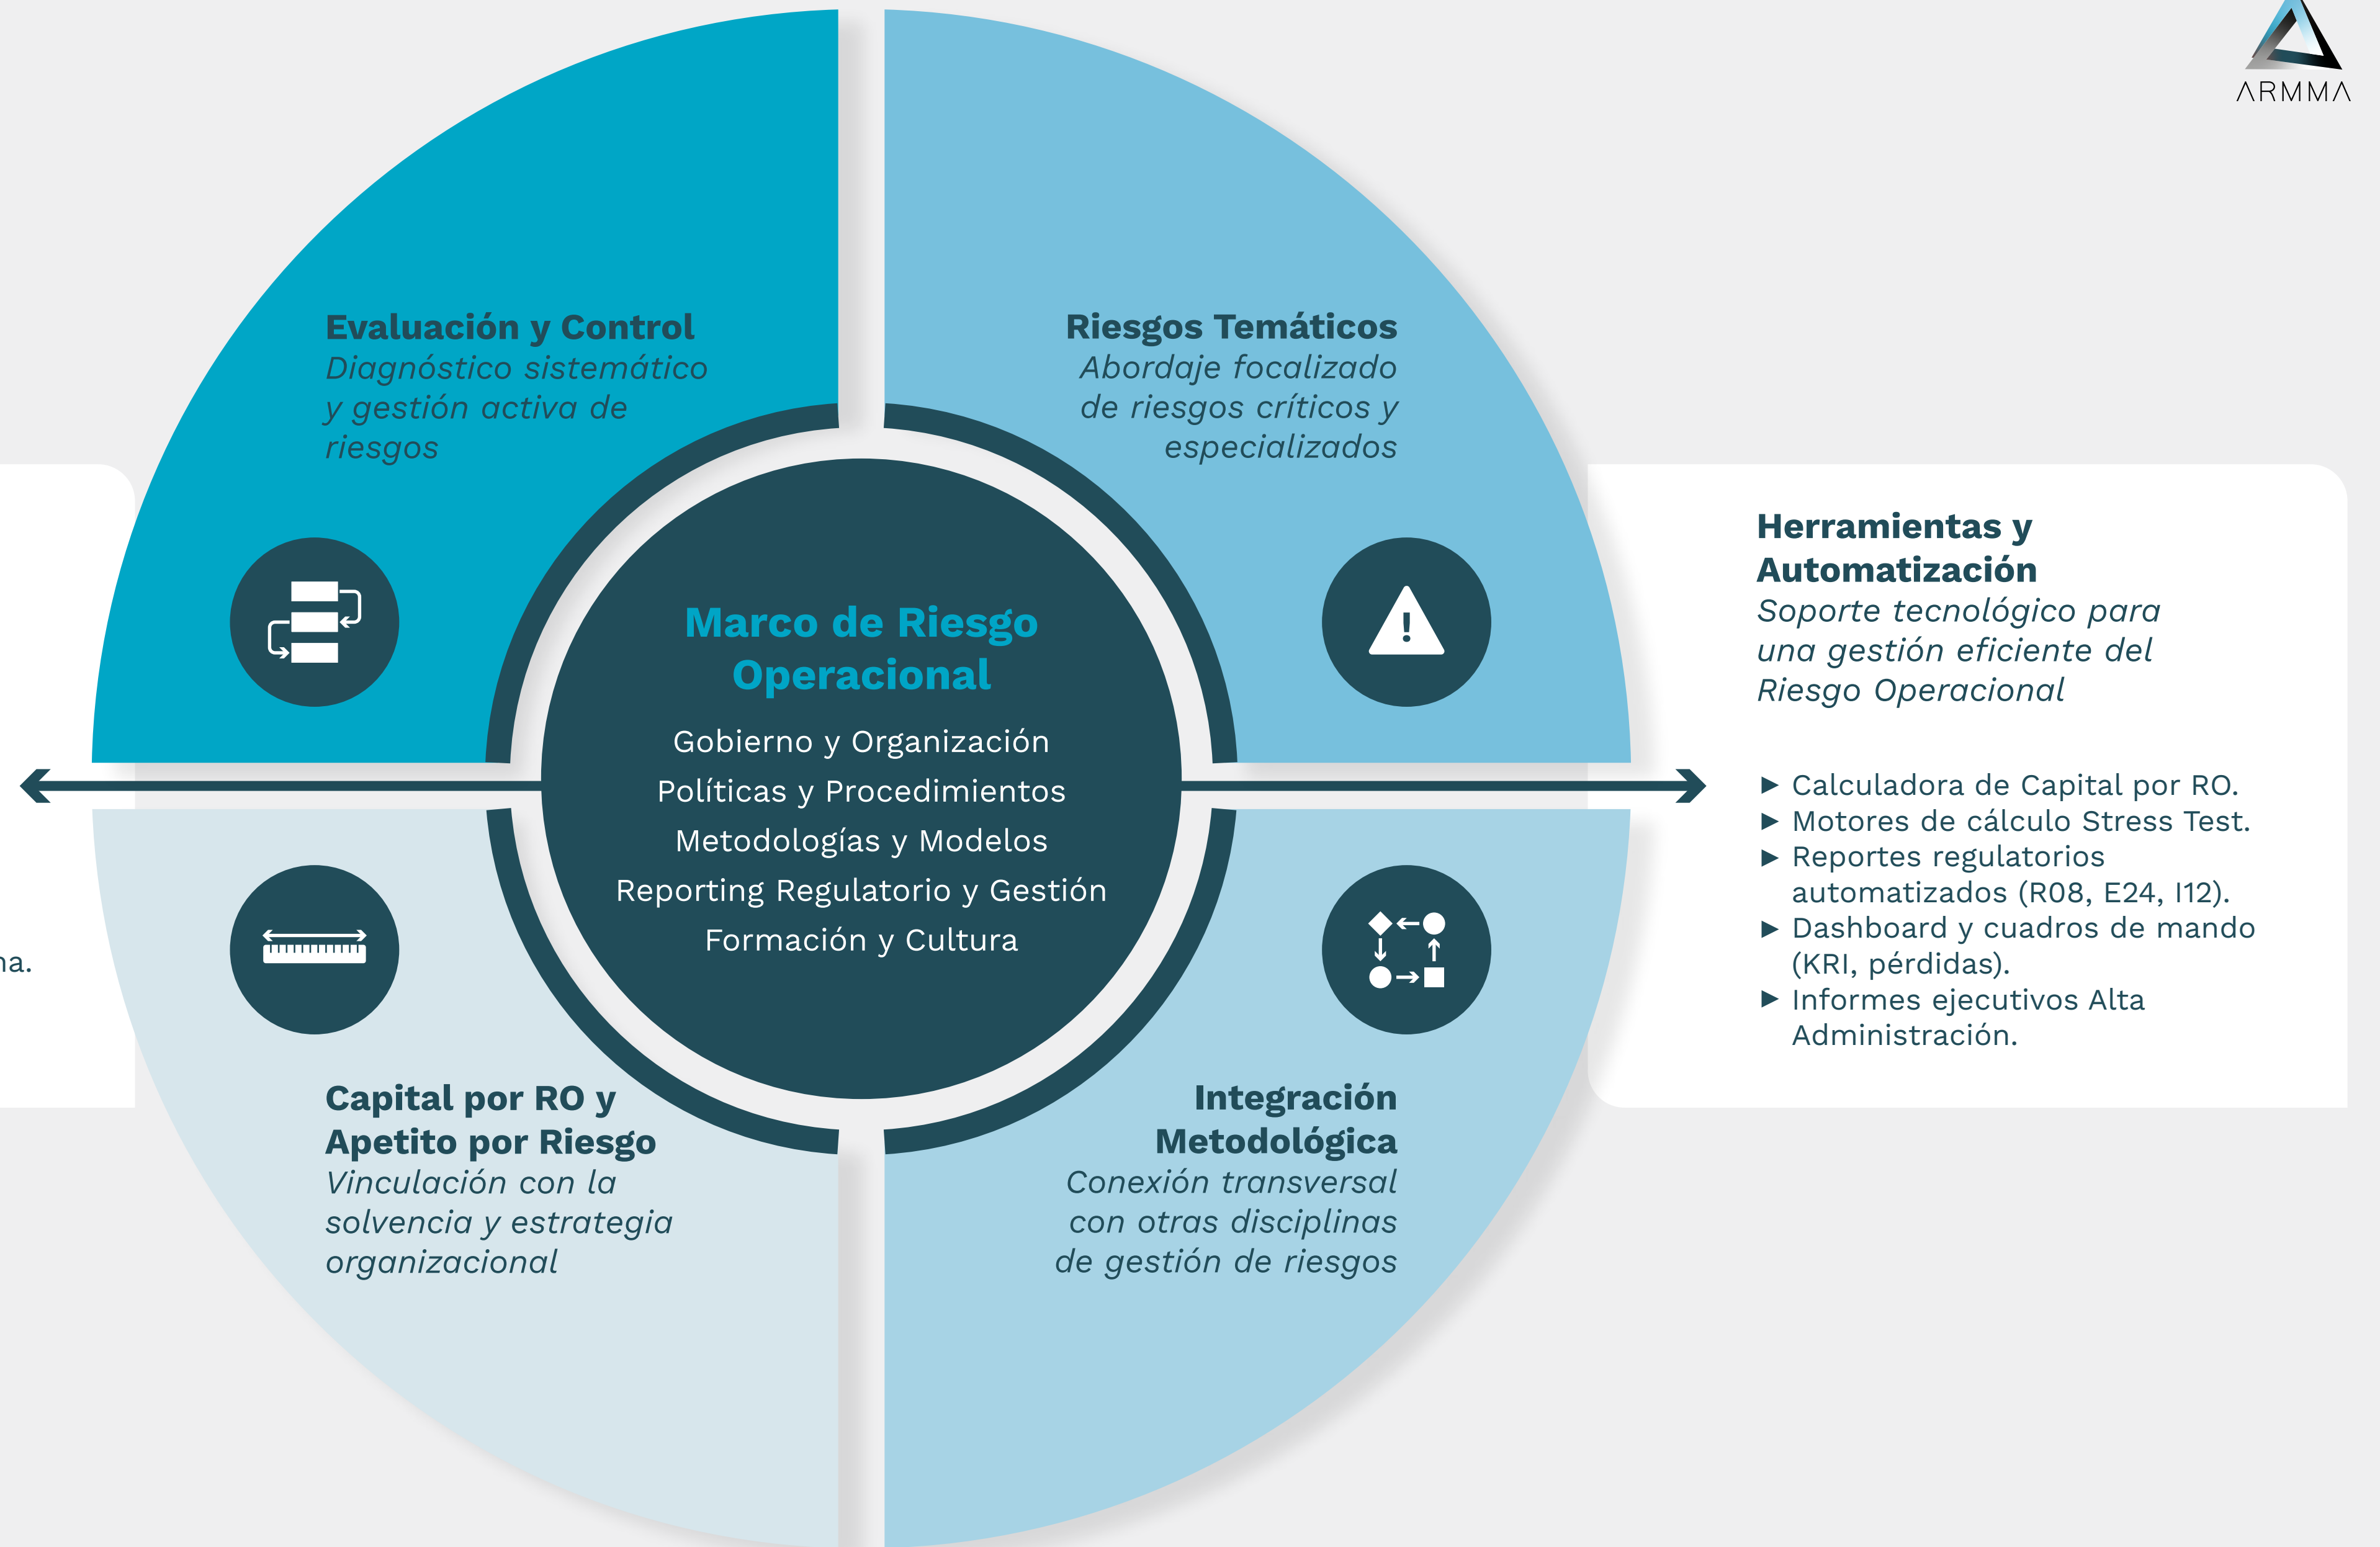 ARMMA
Evaluación y Control
Diagnóstico sistemático
y gestión activa de
riesgos
Riesgos Temáticos
Abordaje focalizado
de riesgos críticos y
especializados
Marco de Riesgo
Operacional
Gobierno y Organización
Políticas y Procedimientos
Metodologías y Modelos
Reporting Regulatorio y Gestión
Formación y Cultura
Capital por RO y
Apetito por Riesgo
Vinculación con la
solvencia y estrategia
organizacional
Integración
Metodológica
Conexión transversal
con otras disciplinas
de gestión de riesgos
Herramientas y
Automatización
Soporte tecnológico para
una gestión eficiente del
Riesgo Operacional
► Calculadora de Capital por RO.
► Motores de cálculo Stress Test.
► Reportes regulatorios
automatizados (R08, E24, I12).
► Dashboard y cuadros de mando
(KRI, pérdidas).
► Informes ejecutivos Alta
Administración.